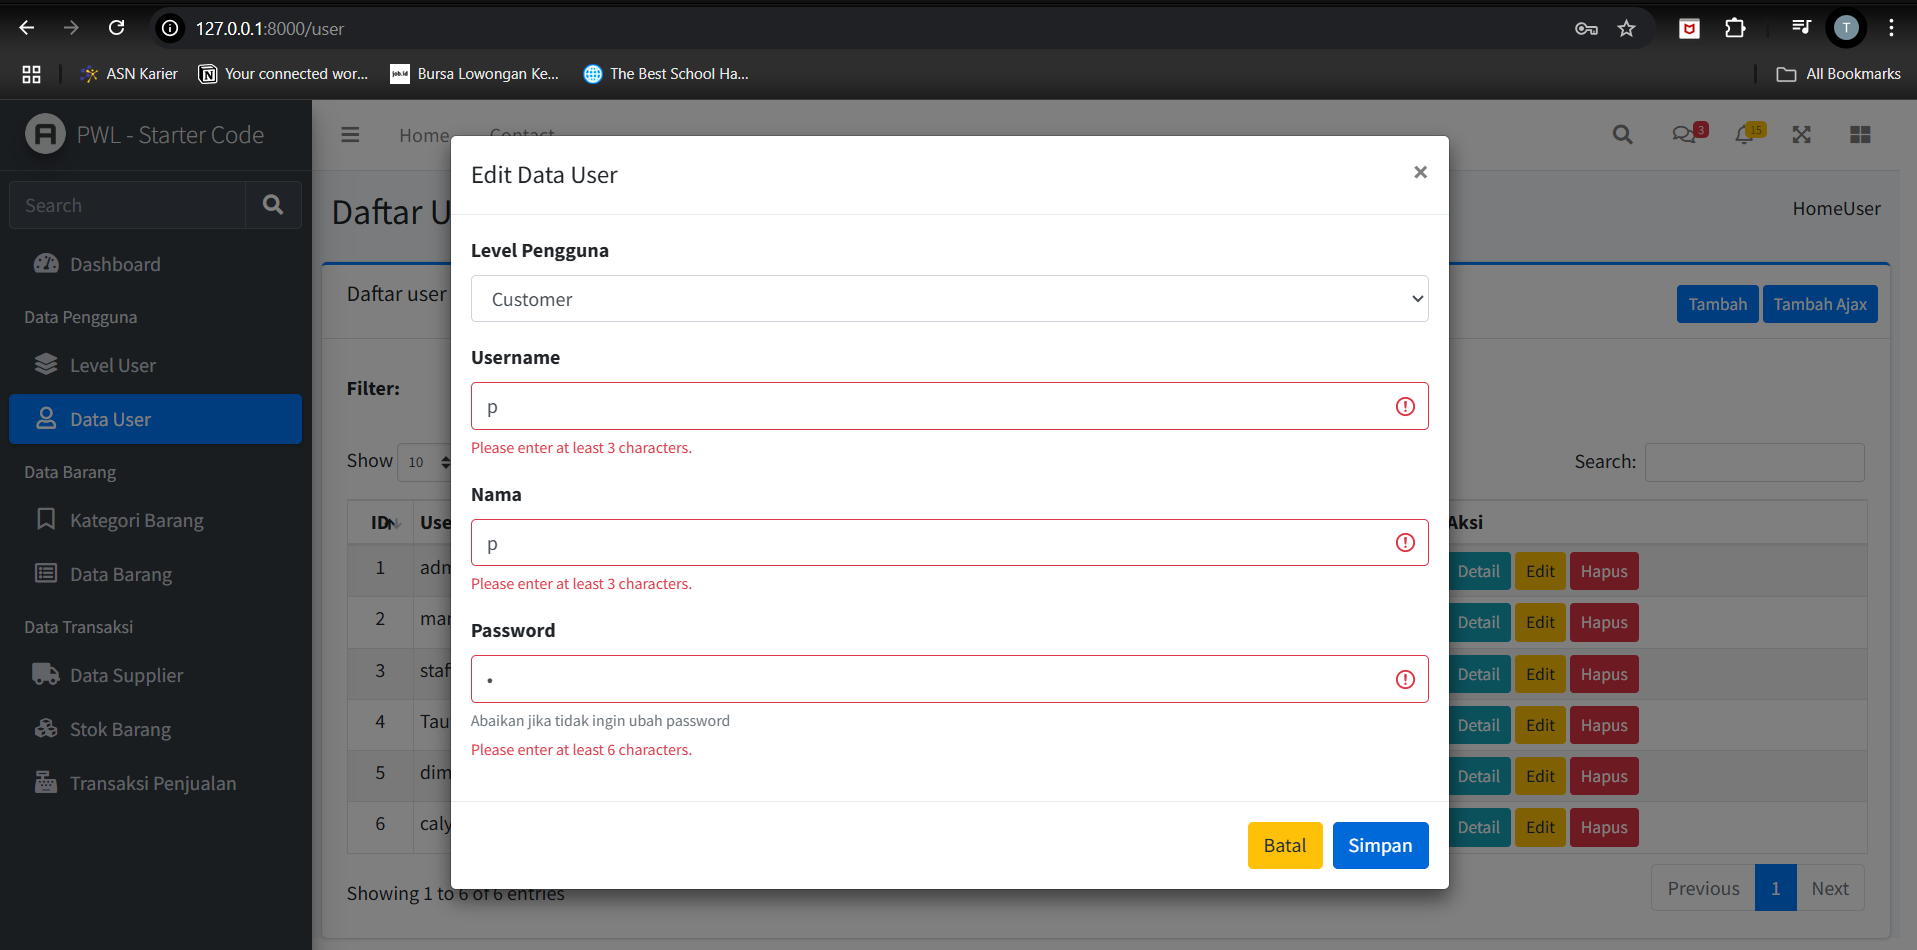 127.0.0.1:8000/user
T
ASN Karier
Your connected wor...
Bursa Lowongan Ke...
The Best School Ha...
All Bookmarks
PWL - Starter Code
Home
Contact
3
15
Search
Dashboard
Data Pengguna
Level User
Data User
Data Barang
Kategori Barang
Data Barang
Data Transaksi
Data Supplier
Stok Barang
Transaksi Penjualan
Daftar U
HomeUser
Daftar user
Tambah
Tambah Ajax
Filter:
Show 10
Search:
ID Use Aksi
1 adm Detail Edit Hapus
2 man Detail Edit Hapus
3 staf Detail Edit Hapus
4 Tau Detail Edit Hapus
5 dim Detail Edit Hapus
6 caly Detail Edit Hapus
Showing 1 to 6 of 6 entries
Previous 1 Next
Edit Data User
×
Level Pengguna
Customer
Username
p
Please enter at least 3 characters.
Nama
p
Please enter at least 3 characters.
Password
•
Abaikan jika tidak ingin ubah password
Please enter at least 6 characters.
Batal
Simpan